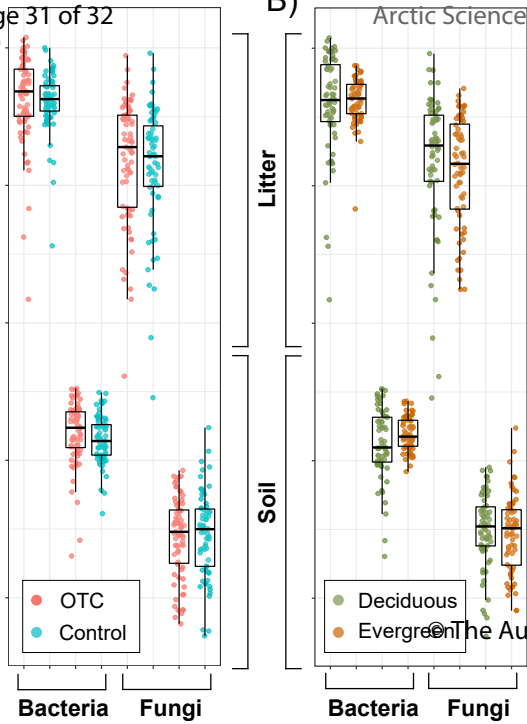 ge 31 of 32
B)
Arctic Science
Litter
Soil
OTC
Control
Deciduous
Evergreen
© The Au
Bacteria
Fungi
Bacteria
Fungi